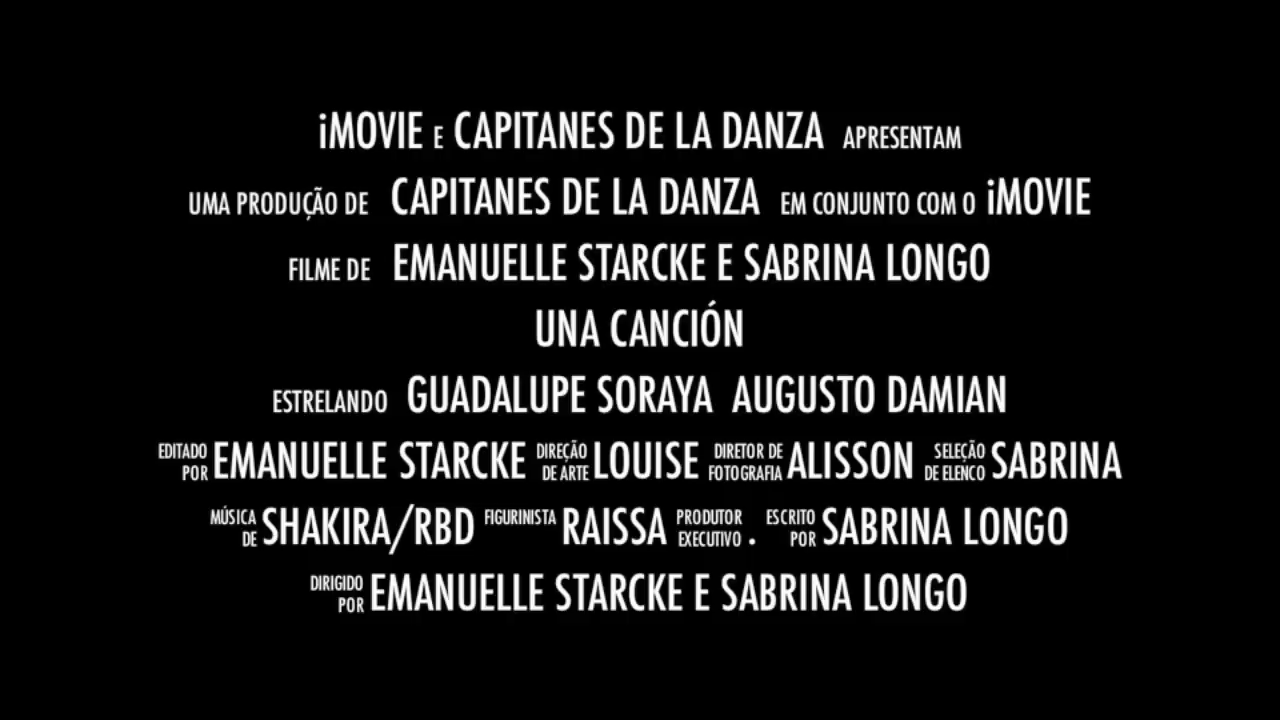 iMOVIE E CAPITANES DE LA DANZA APRESENTAM
UMA PRODUÇÃO DE CAPITANES DE LA DANZA EM CONJUNTO COM O iMOVIE
FILME DE EMANUELLE STARCKE E SABRINA LONGO
UNA CANCIÓN
ESTRELANDO GUADALUPE SORAYA AUGUSTO DAMIAN
EDITADO POR EMANUELLE STARCKE DIREÇÃO DE ARTE LOUISE DIRETOR DE FOTOGRAFIA ALISSON SELEÇÃO DE ELENCO SABRINA
MÚSICA DE SHAKIRA/RBD FIGURINISTA RAISSA PRODUTOR EXECUTIVO . ESCRITO POR SABRINA LONGO
DIRIGIDO POR EMANUELLE STARCKE E SABRINA LONGO